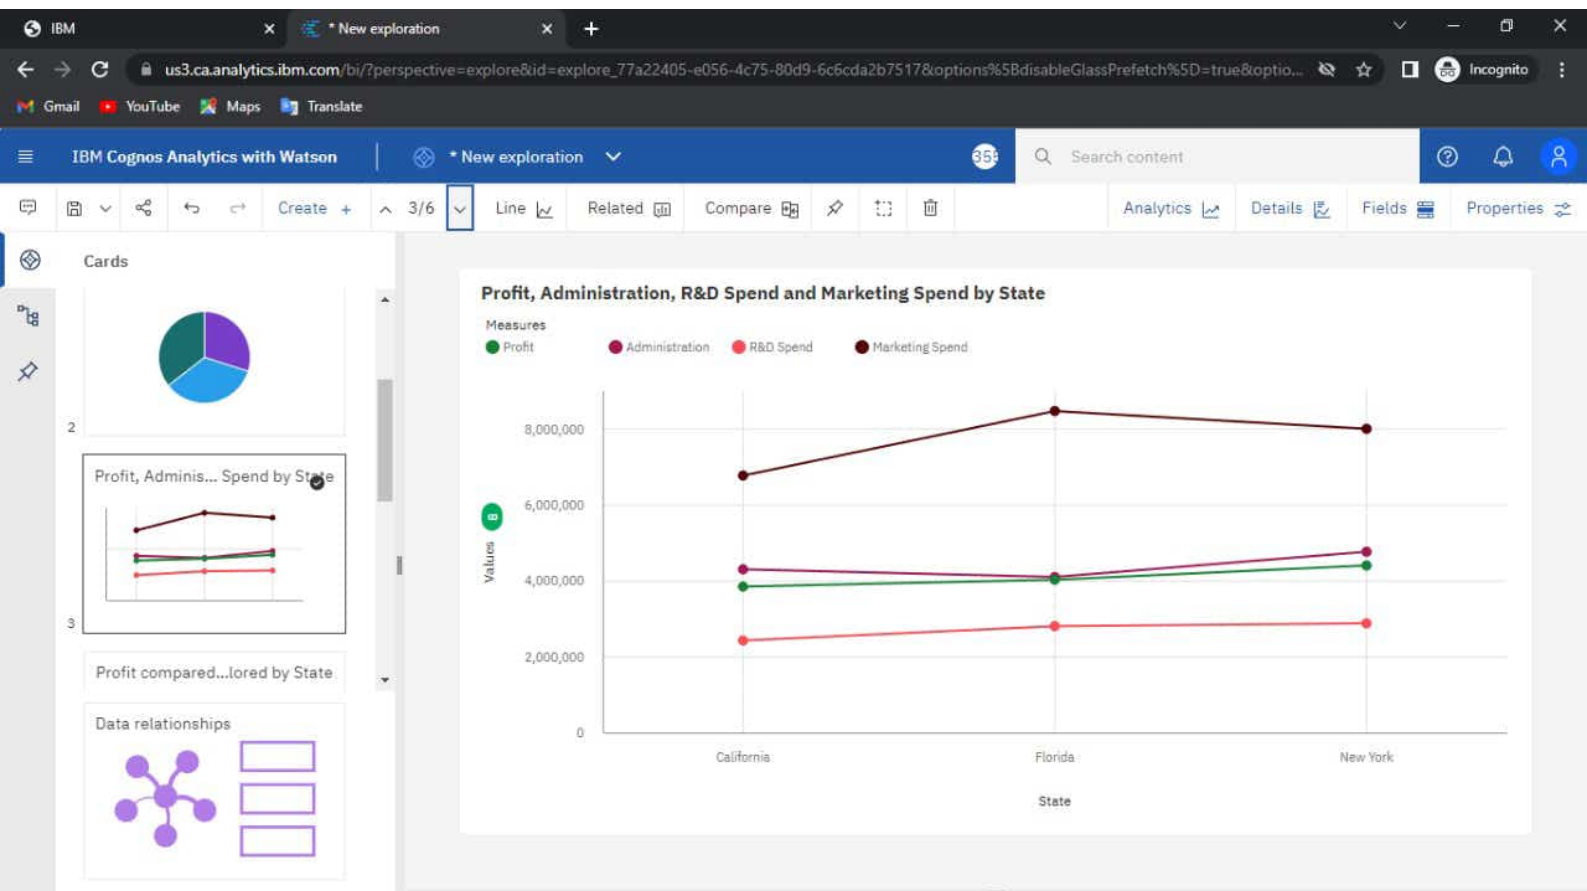 IBM
* New exploration
us3.ca.analytics.ibm.com/bi/?perspective=explore&id=explore_77a22405-e056-4c75-80d9-6c6cda2b7517&options%5BdisableGlassPrefetch%5D=true&optio...
Incognito
Gmail YouTube Maps Translate
IBM Cognos Analytics with Watson
* New exploration
Search content
Create + 3/6 Line Related Compare Analytics Details Fields Properties
Cards
2
Profit, Adminis... Spend by State
3
Profit compared...lored by State
Data relationships
Profit, Administration, R&D Spend and Marketing Spend by State
Measures
Profit Administration R&D Spend Marketing Spend
8,000,000
6,000,000
4,000,000
2,000,000
0
Values
California Florida New York
State